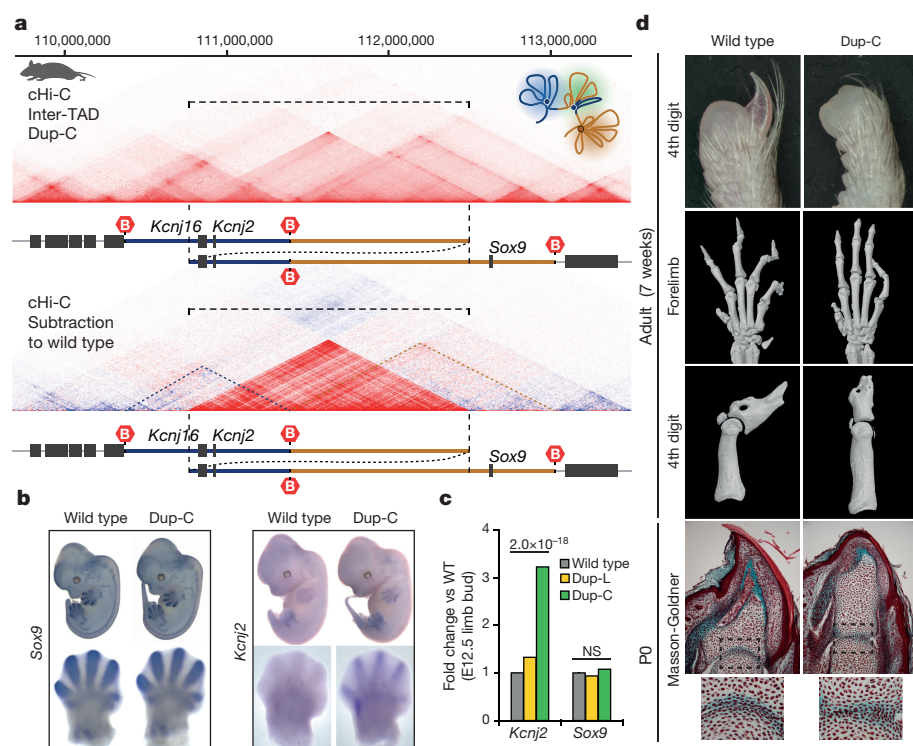 a
110,000,000 111,000,000 112,000,000 113,000,000
cHi-C
Inter-TAD
Dup-C
B Kcnj16 Kcnj2 B Sox9 B
B
cHi-C
Subtraction
to wild type
B Kcnj16 Kcnj2 B Sox9 B
B
b
Wild type Dup-C
Sox9
Wild type Dup-C
Kcnj2
c
Fold change vs WT
(E12.5 limb bud)
4
3
2
1
0
2.0×10⁻¹⁸
Wild type
Dup-L
Dup-C
NS
Kcnj2 Sox9
d
Wild type Dup-C
Adult (7 weeks)
4th digit
Forelimb
4th digit
P0
Masson-Goldner